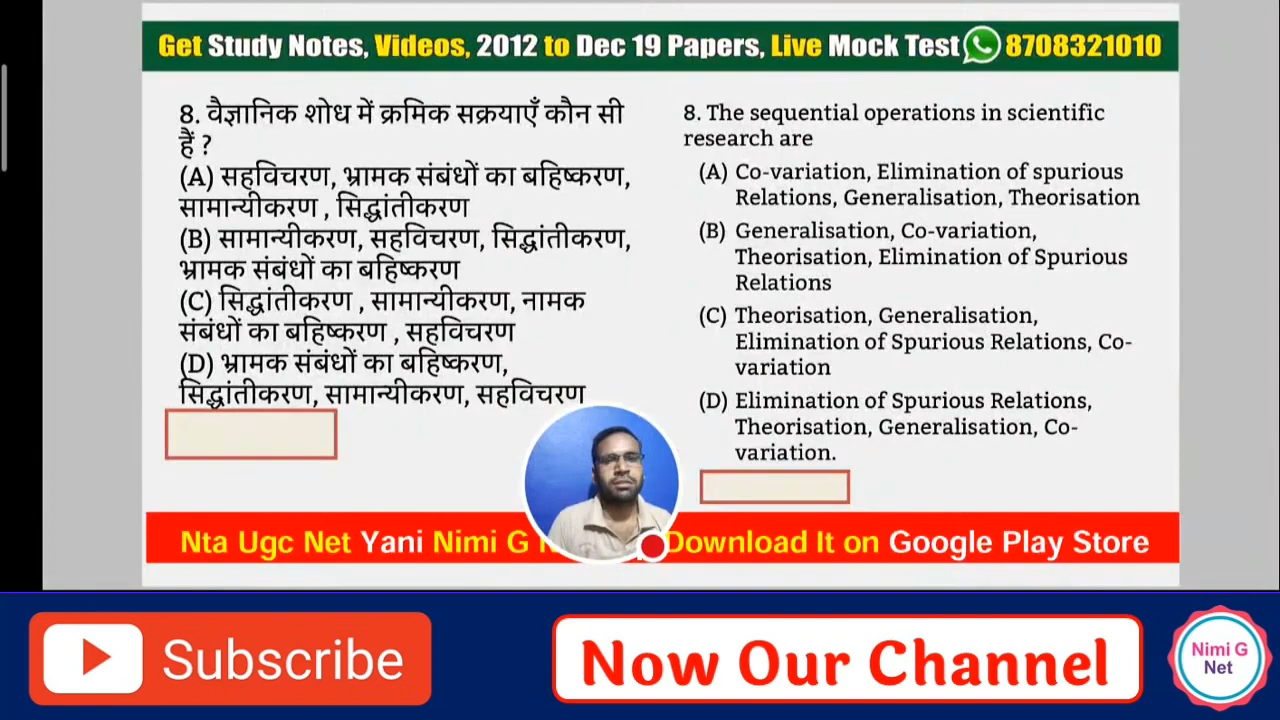 Get Study Notes, Videos, 2012 to Dec 19 Papers, Live Mock Test 8708321010
8. वैज्ञानिक शोध में क्रमिक सक्रयाएँ कौन सी
हैं ?
(A) सहविचरण, भ्रामक संबंधों का बहिष्करण,
सामान्यीकरण , सिद्धांतीकरण
(B) सामान्यीकरण, सहविचरण, सिद्धांतीकरण,
भ्रामक संबंधों का बहिष्करण
(C) सिद्धांतीकरण , सामान्यीकरण, नामक
संबंधों का बहिष्करण , सहविचरण
(D) भ्रामक संबंधों का बहिष्करण,
सिद्धांतीकरण, सामान्यीकरण, सहविचरण
8. The sequential operations in scientific
research are
(A) Co-variation, Elimination of spurious
Relations, Generalisation, Theorisation
(B) Generalisation, Co-variation,
Theorisation, Elimination of Spurious
Relations
(C) Theorisation, Generalisation,
Elimination of Spurious Relations, Co-
variation
(D) Elimination of Spurious Relations,
Theorisation, Generalisation, Co-
variation.
Nta Ugc Net Yani Nimi G Download It on Google Play Store
Subscribe
Now Our Channel
Nimi G
Net